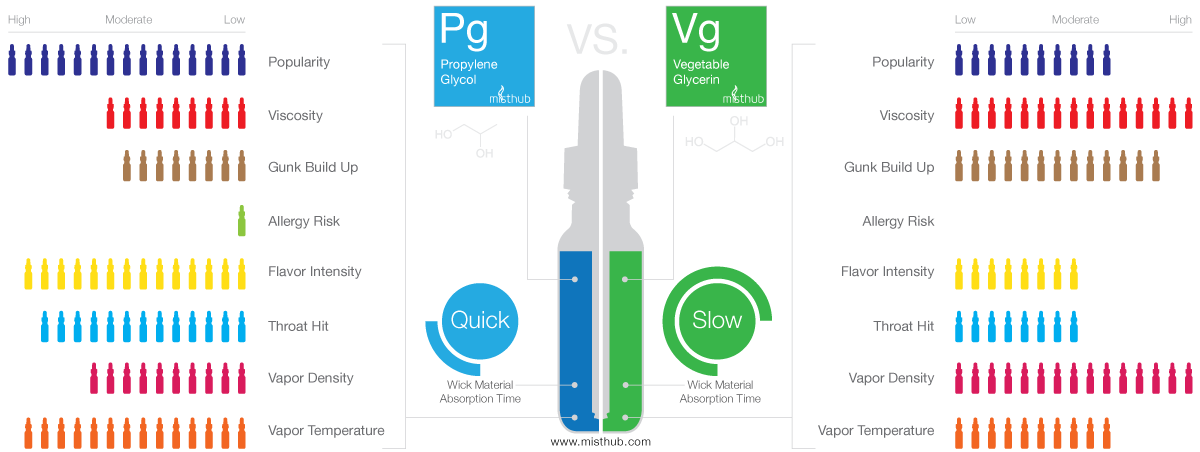 High Moderate Low
Popularity
Viscosity
Gunk Build Up
Allergy Risk
Flavor Intensity
Throat Hit
Vapor Density
Vapor Temperature
Pg
Propylene
Glycol
misthub
VS.
Vg
Vegetable
Glycerin
misthub
HO
OH
OH
HO
OH
Quick
Wick Material
Absorption Time
Slow
Wick Material
Absorption Time
www.misthub.com
Low Moderate High
Popularity
Viscosity
Gunk Build Up
Allergy Risk
Flavor Intensity
Throat Hit
Vapor Density
Vapor Temperature